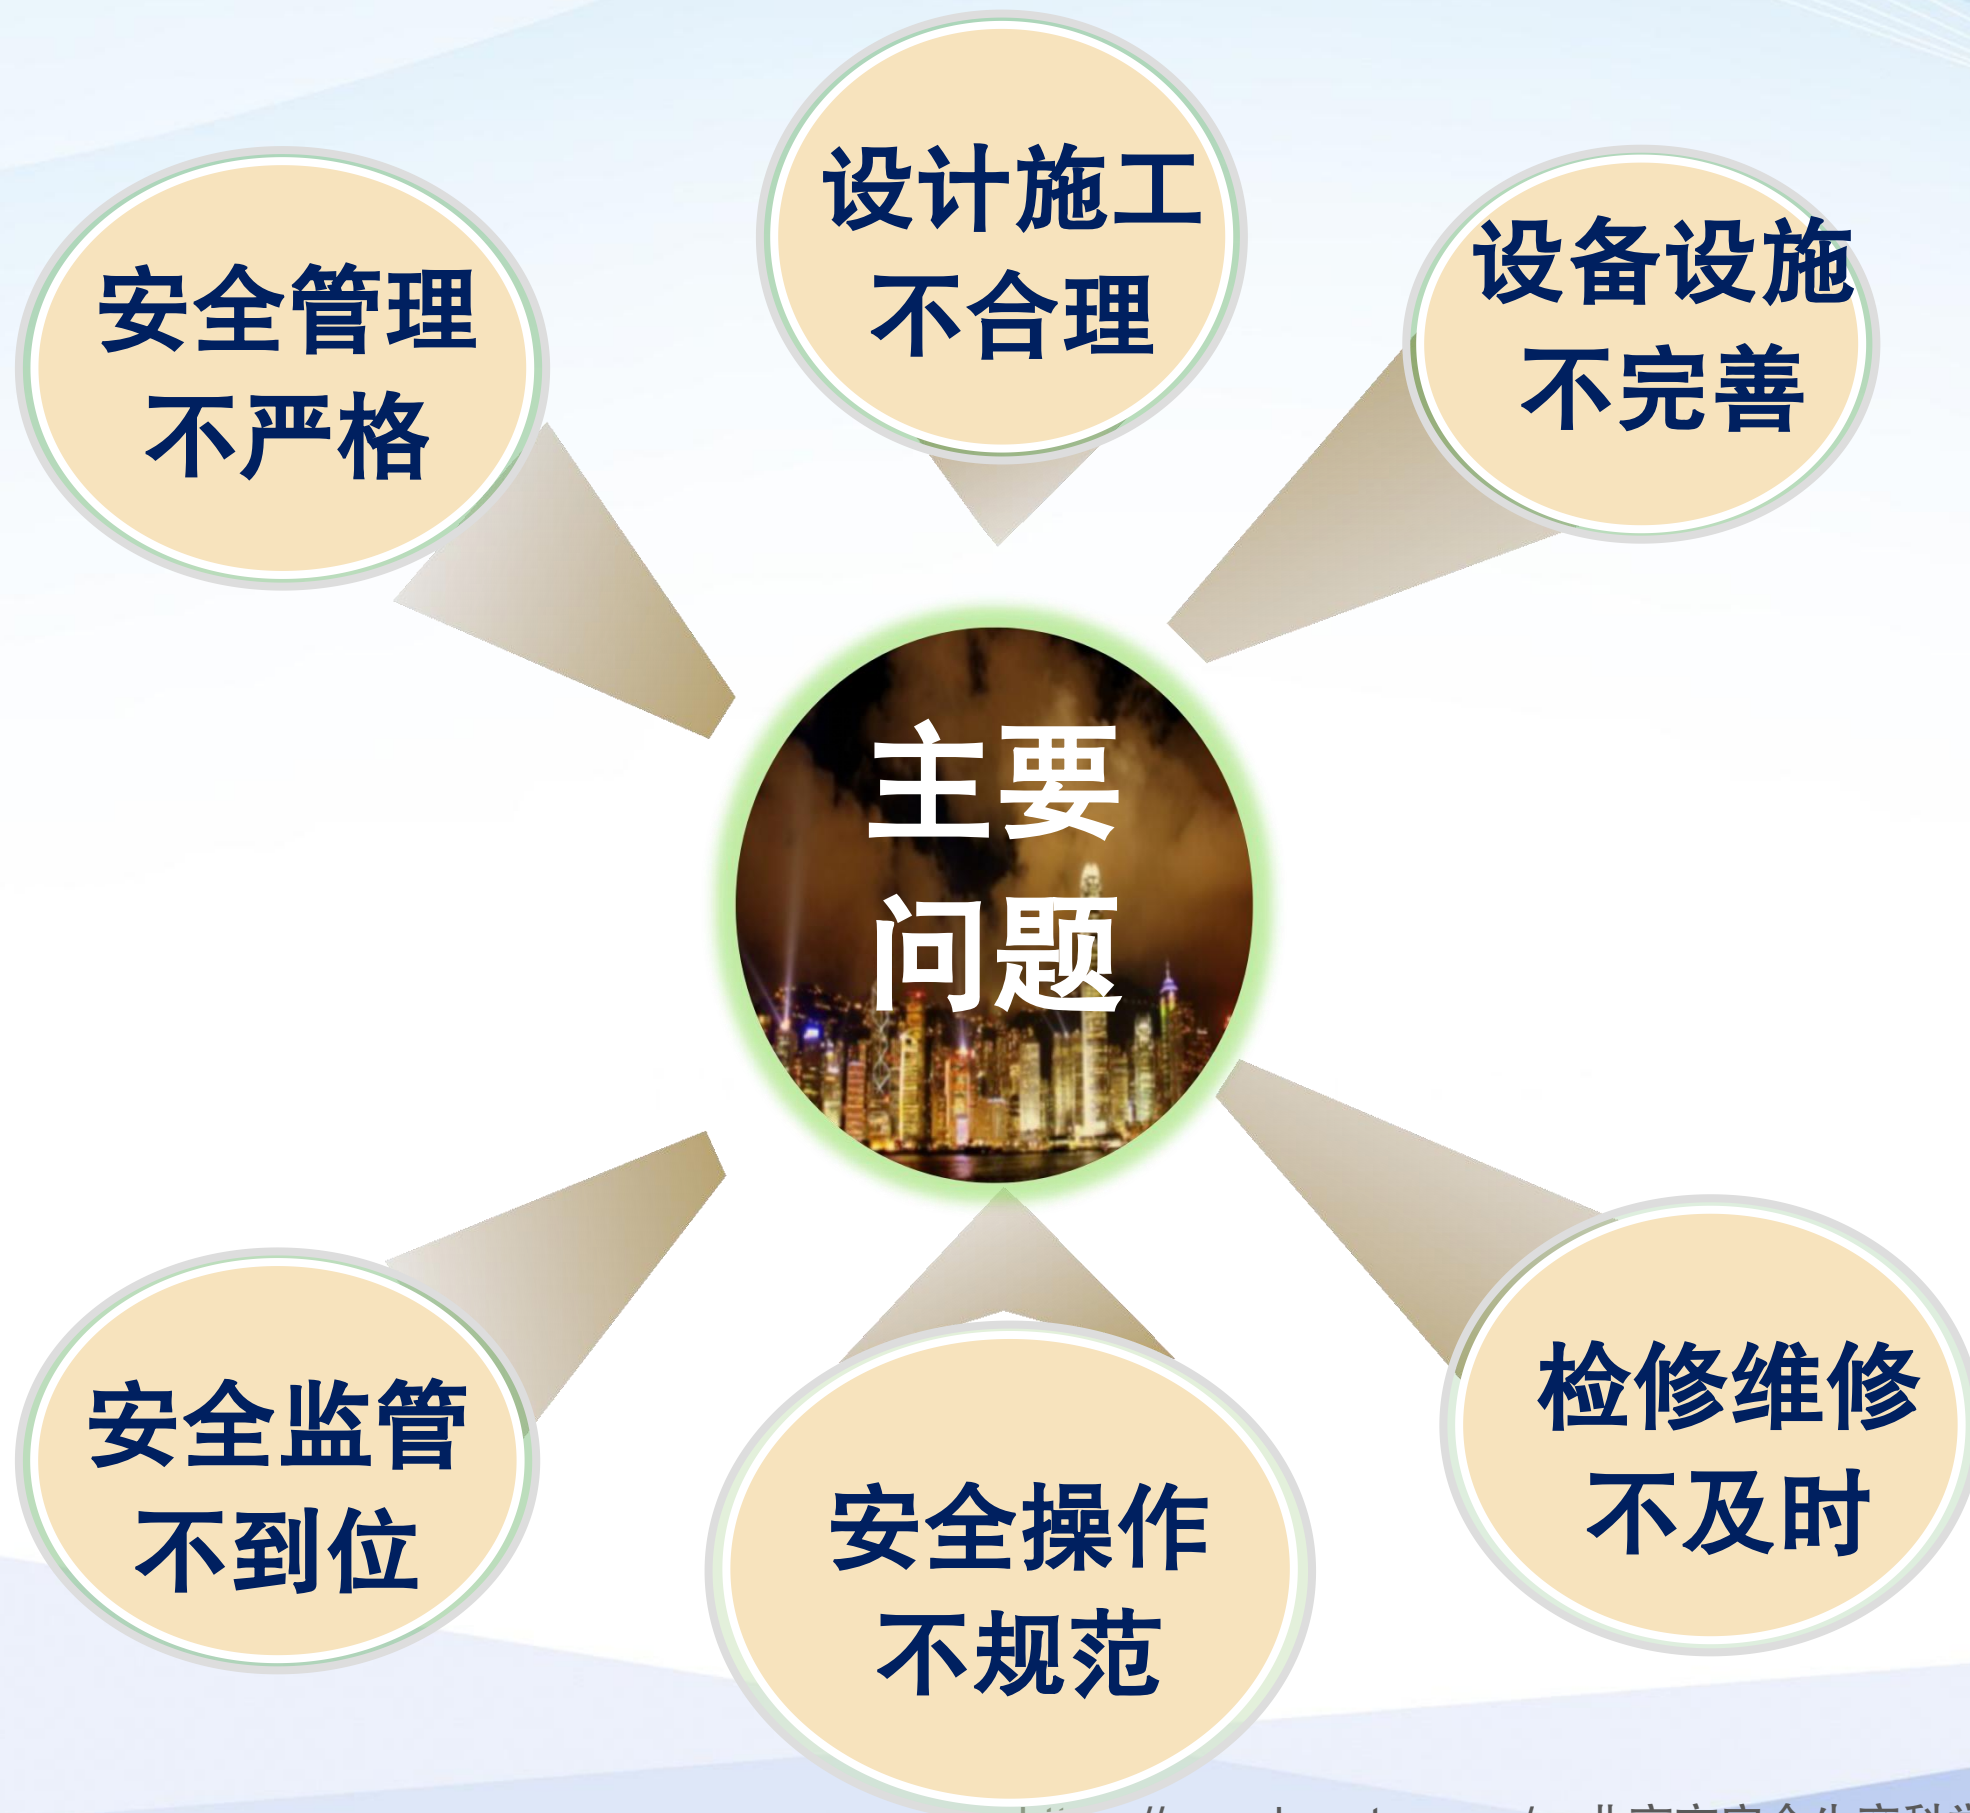 设计施工
不合理
安全管理
不严格
设备设施
不完善
主要
问题
安全监管
不到位
安全操作
不规范
检修维修
不及时